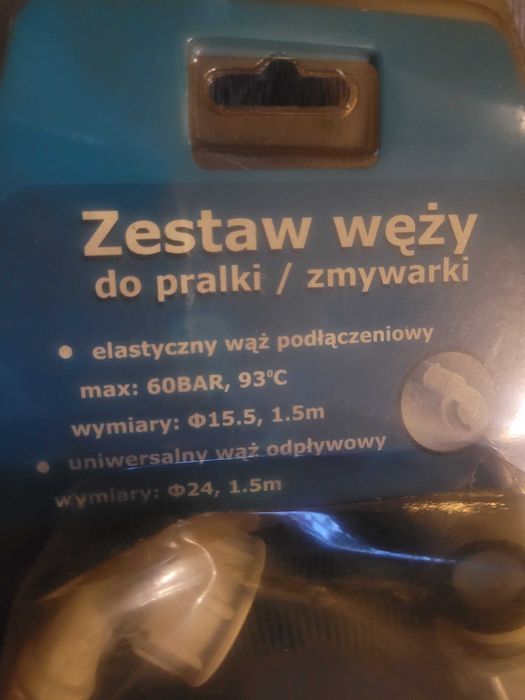 Zestaw węży
do pralki / zmywarki
• elastyczny wąż podłączeniowy
max: 60BAR, 93°C
wymiary: Φ15.5, 1.5m
• uniwersalny wąż odpływowy
wymiary: Φ24, 1.5m